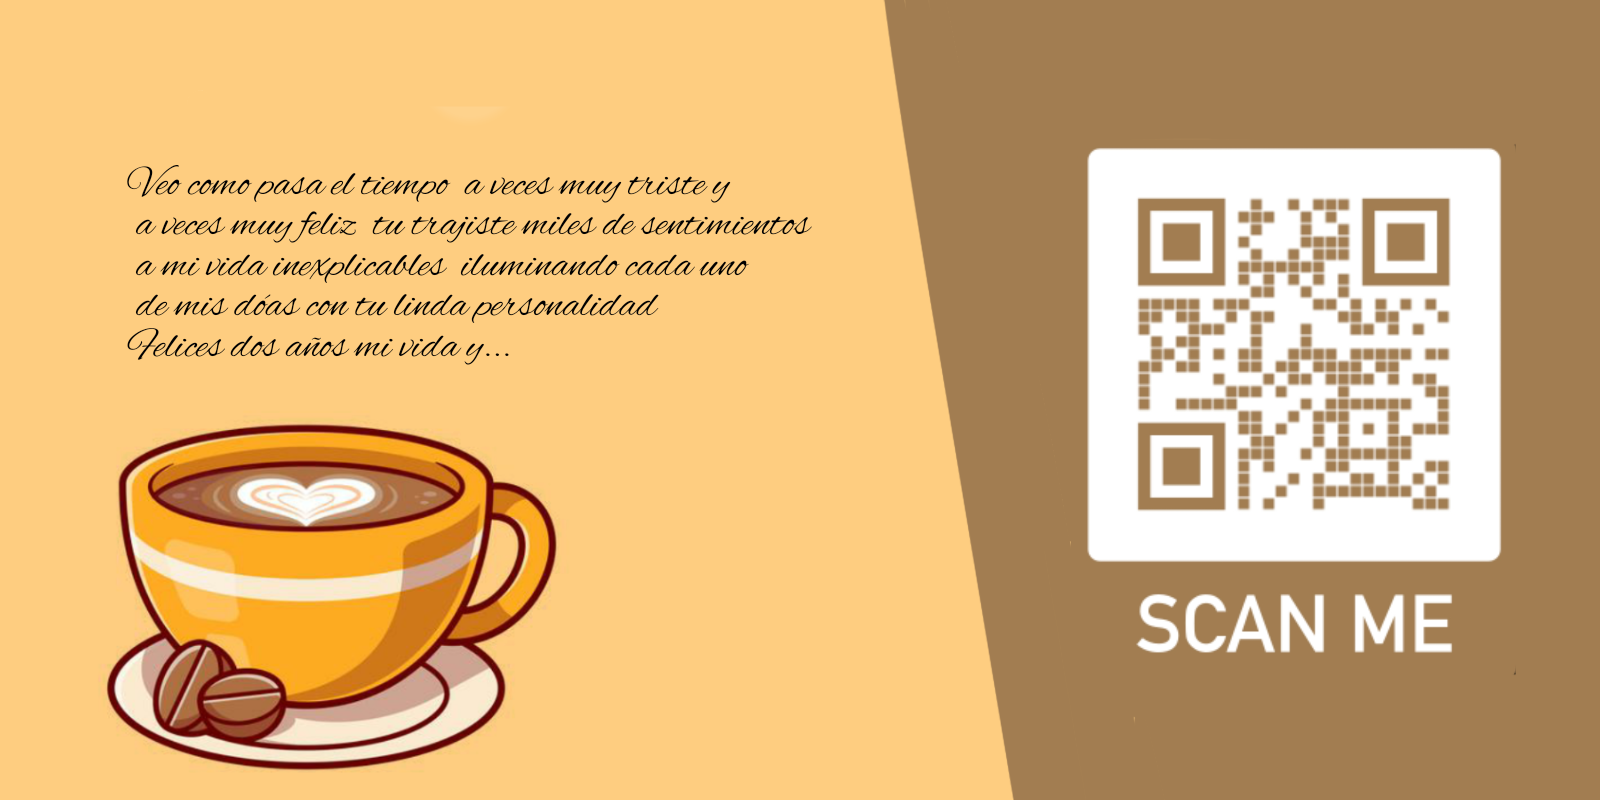 Veo como pasa el tiempo a veces muy triste y
a veces muy feliz tu trajiste miles de sentimientos
a mi vida inexplicables iluminando cada uno
de mis dóas con tu linda personalidad
Felices dos años mi vida y...
SCAN ME